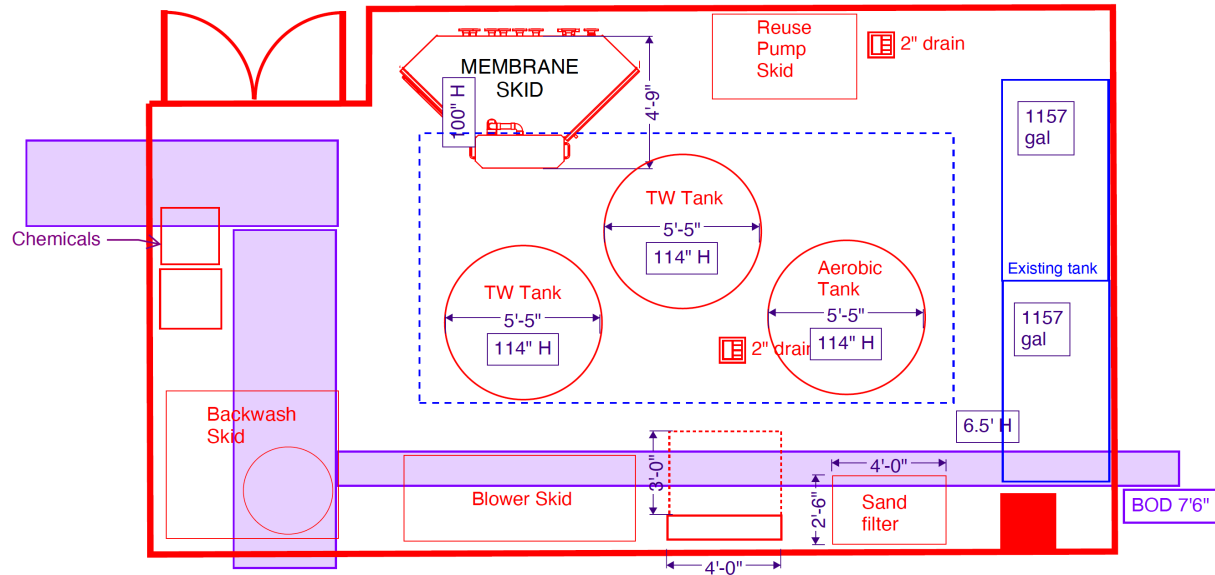 Reuse
Pump
Skid
2" drain
MEMBRANE
SKID
100" H
4'-9"
1157
gal
TW Tank
5'-5"
114" H
Chemicals
Aerobic
Tank
5'-5"
114" H
Existing tank
TW Tank
5'-5"
114" H
2" drain
1157
gal
Backwash
Skid
6.5' H
3'-0"
4'-0"
Blower Skid
2'-6"
Sand
filter
BOD 7'6"
4'-0"